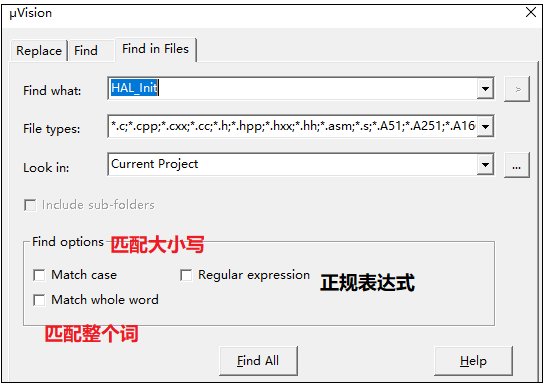 µVision
Replace Find Find in Files
Find what: HAL_Init >
File types: *.c;*.cpp;*.cxx;*.cc;*.h;*.hpp;*.hxx;*.hh;*.asm;*.s;*.A51;*.A251;*.A16
Look in: Current Project ...
Include sub-folders
Find options 匹配大小写
Match case Regular expression 正规表达式
Match whole word
匹配整个词
Find All Help